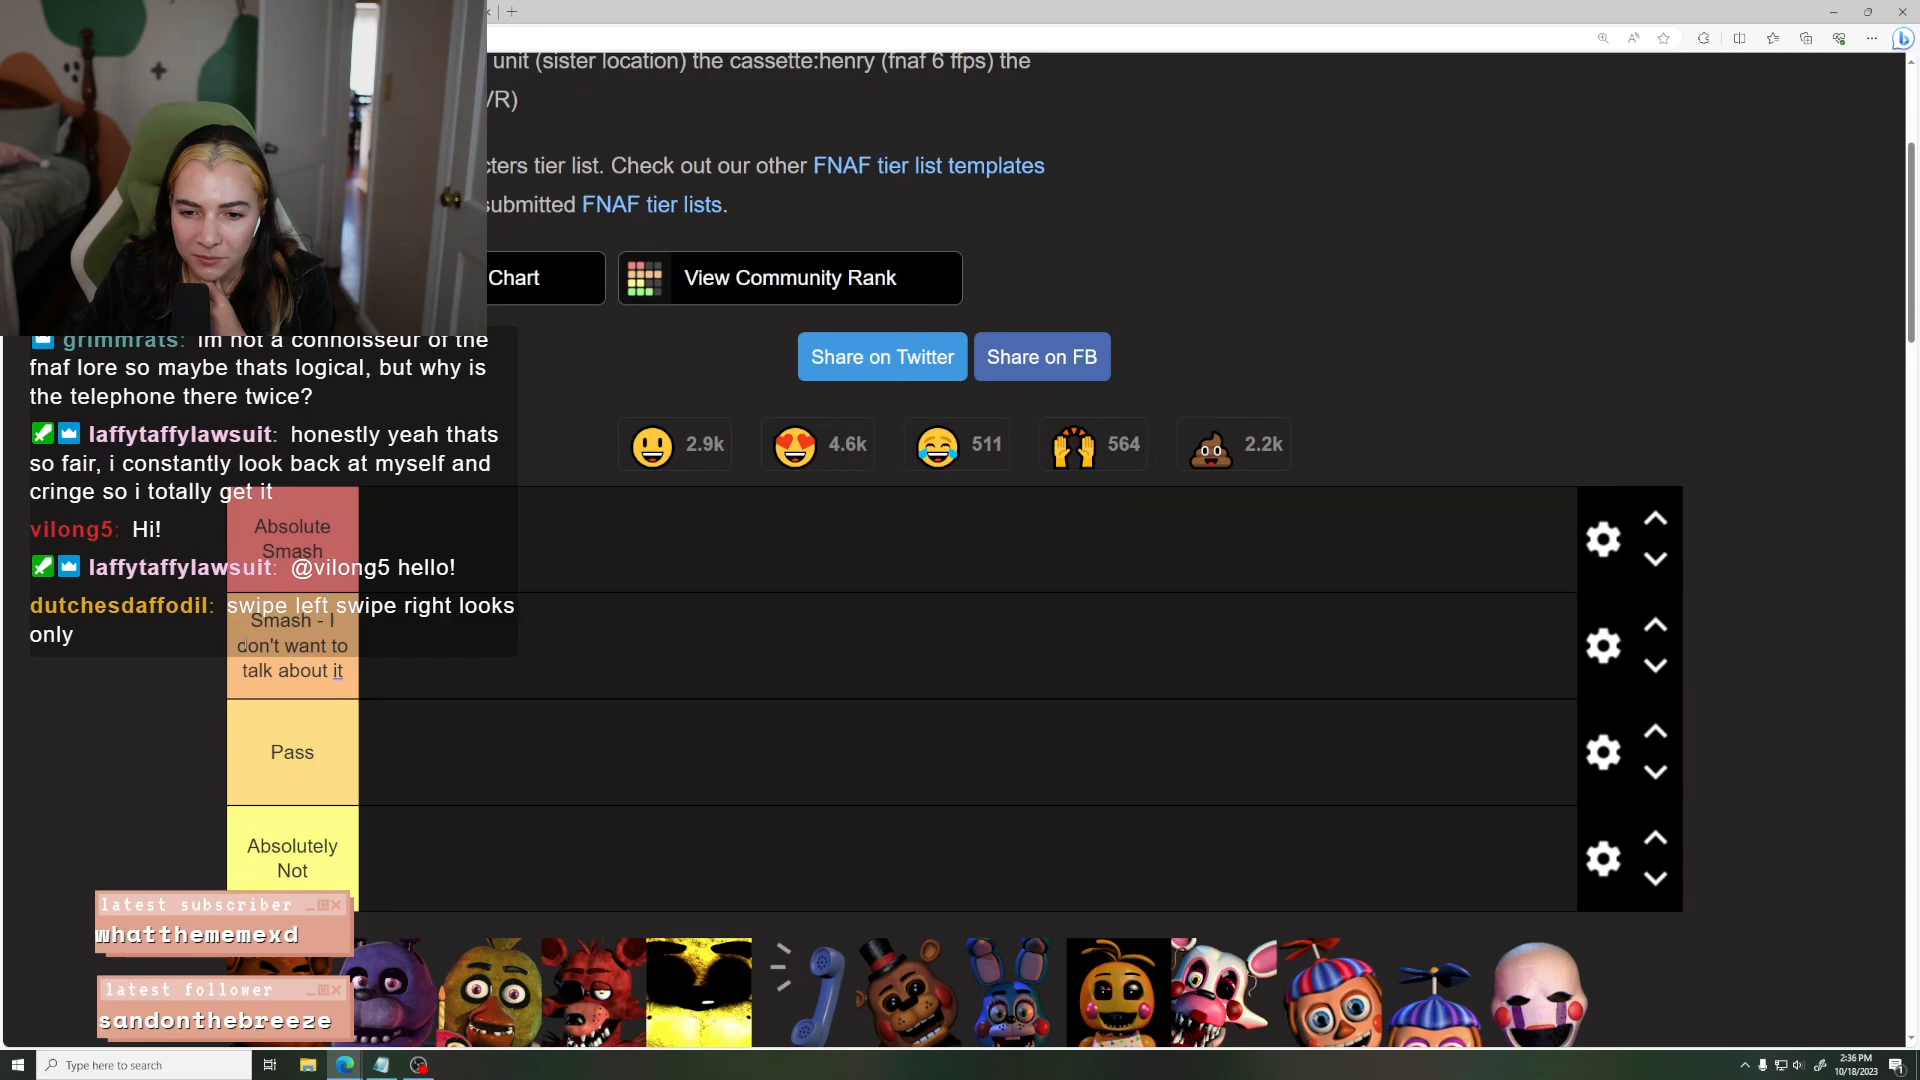 unit (sister location) the cassette:henry (fnaf 6 ffps) the
VR)
cters tier list. Check out our other FNAF tier list templates
submitted FNAF tier lists.
Chart
View Community Rank
Share on Twitter
Share on FB
2.9k
4.6k
511
564
2.2k
grimmrats: im not a connoisseur of the
fnaf lore so maybe thats logical, but why is
the telephone there twice?
laffytaffylawsuit: honestly yeah thats
so fair, i constantly look back at myself and
cringe so i totally get it
vilong5: Hi!
laffytaffylawsuit: @vilong5 hello!
dutchesdaffodil: swipe left swipe right looks
only
Absolute
Smash
Smash - I
don't want to
talk about it
Pass
Absolutely
Not
latest subscriber
whatthememexd
latest follower
sandonthebreeze
Type here to search
2:36 PM
10/18/2023